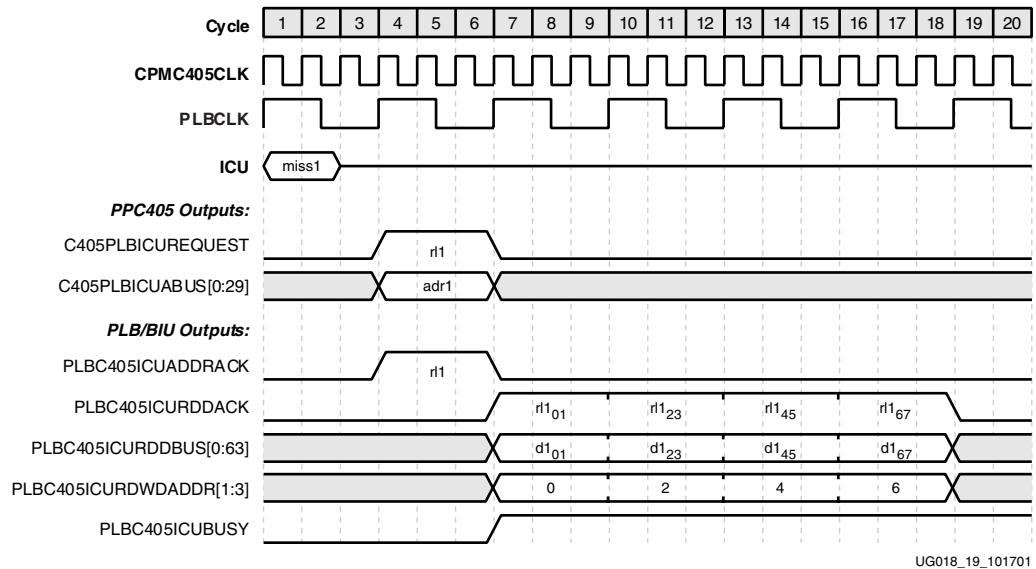 Cycle 1 2 3 4 5 6 7 8 9 10 11 12 13 14 15 16 17 18 19 20
CPMC405CLK
PLBCLK
ICU miss1
PPC405 Outputs:
C405PLBICUREQUEST rl1
C405PLBICUABUS[0:29] adr1
PLB/BIU Outputs:
PLBC405ICUADDRACK rl1
PLBC405ICURDDACK rl1₀₁ rl1₂₃ rl1₄₅ rl1₆₇
PLBC405ICURDDBUS[0:63] d1₀₁ d1₂₃ d1₄₅ d1₆₇
PLBC405ICURDWDADDR[1:3] 0 2 4 6
PLBC405ICUBUSY
UG018_19_101701